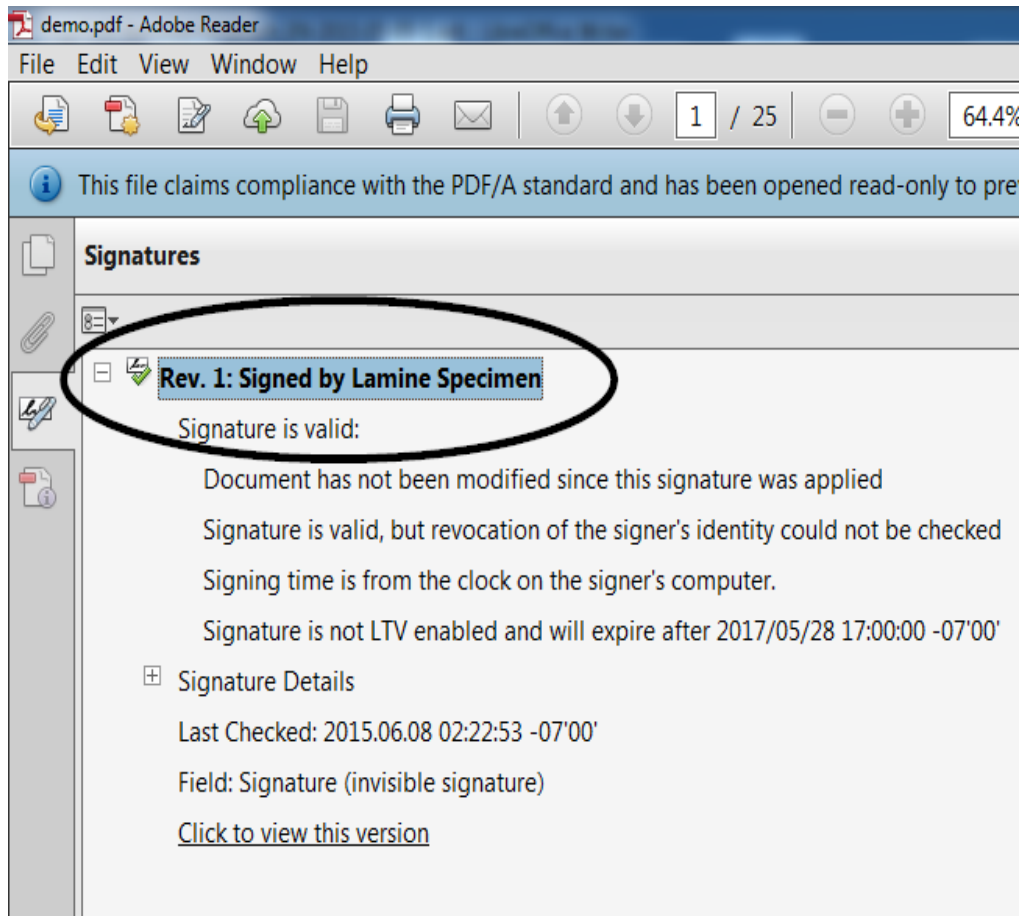 demo.pdf - Adobe Reader
File Edit View Window Help
1 / 25 64.4%
This file claims compliance with the PDF/A standard and has been opened read-only to
Signatures
Rev. 1: Signed by Lamine Specimen
Signature is valid:
Document has not been modified since this signature was applied
Signature is valid, but revocation of the signer's identity could not be checked
Signing time is from the clock on the signer's computer.
Signature is not LTV enabled and will expire after 2017/05/28 17:00:00 -07'00'
Signature Details
Last Checked: 2015.06.08 02:22:53 -07'00'
Field: Signature (invisible signature)
Click to view this version